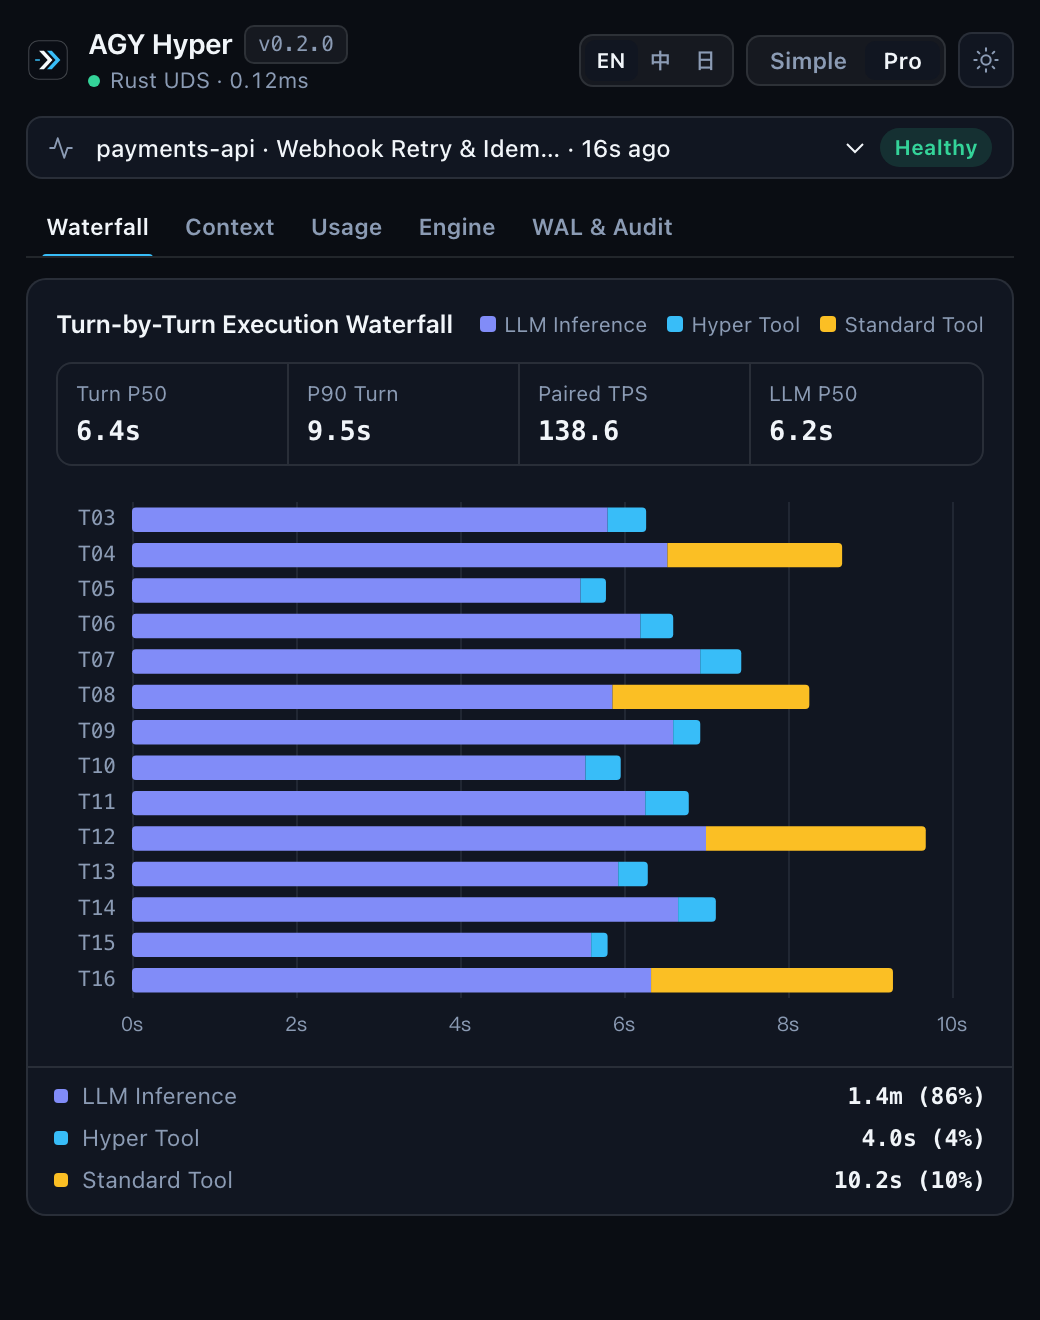 AGY Hyper v0.2.0
Rust UDS · 0.12ms
EN 中 日
Simple Pro
payments-api · Webhook Retry & Idem... · 16s ago
Healthy
Waterfall Context Usage Engine WAL & Audit
Turn-by-Turn Execution Waterfall
LLM Inference Hyper Tool Standard Tool
Turn P50 P90 Turn Paired TPS LLM P50
6.4s 9.5s 138.6 6.2s
T03
T04
T05
T06
T07
T08
T09
T10
T11
T12
T13
T14
T15
T16
0s 2s 4s 6s 8s 10s
LLM Inference 1.4m (86%)
Hyper Tool 4.0s (4%)
Standard Tool 10.2s (10%)